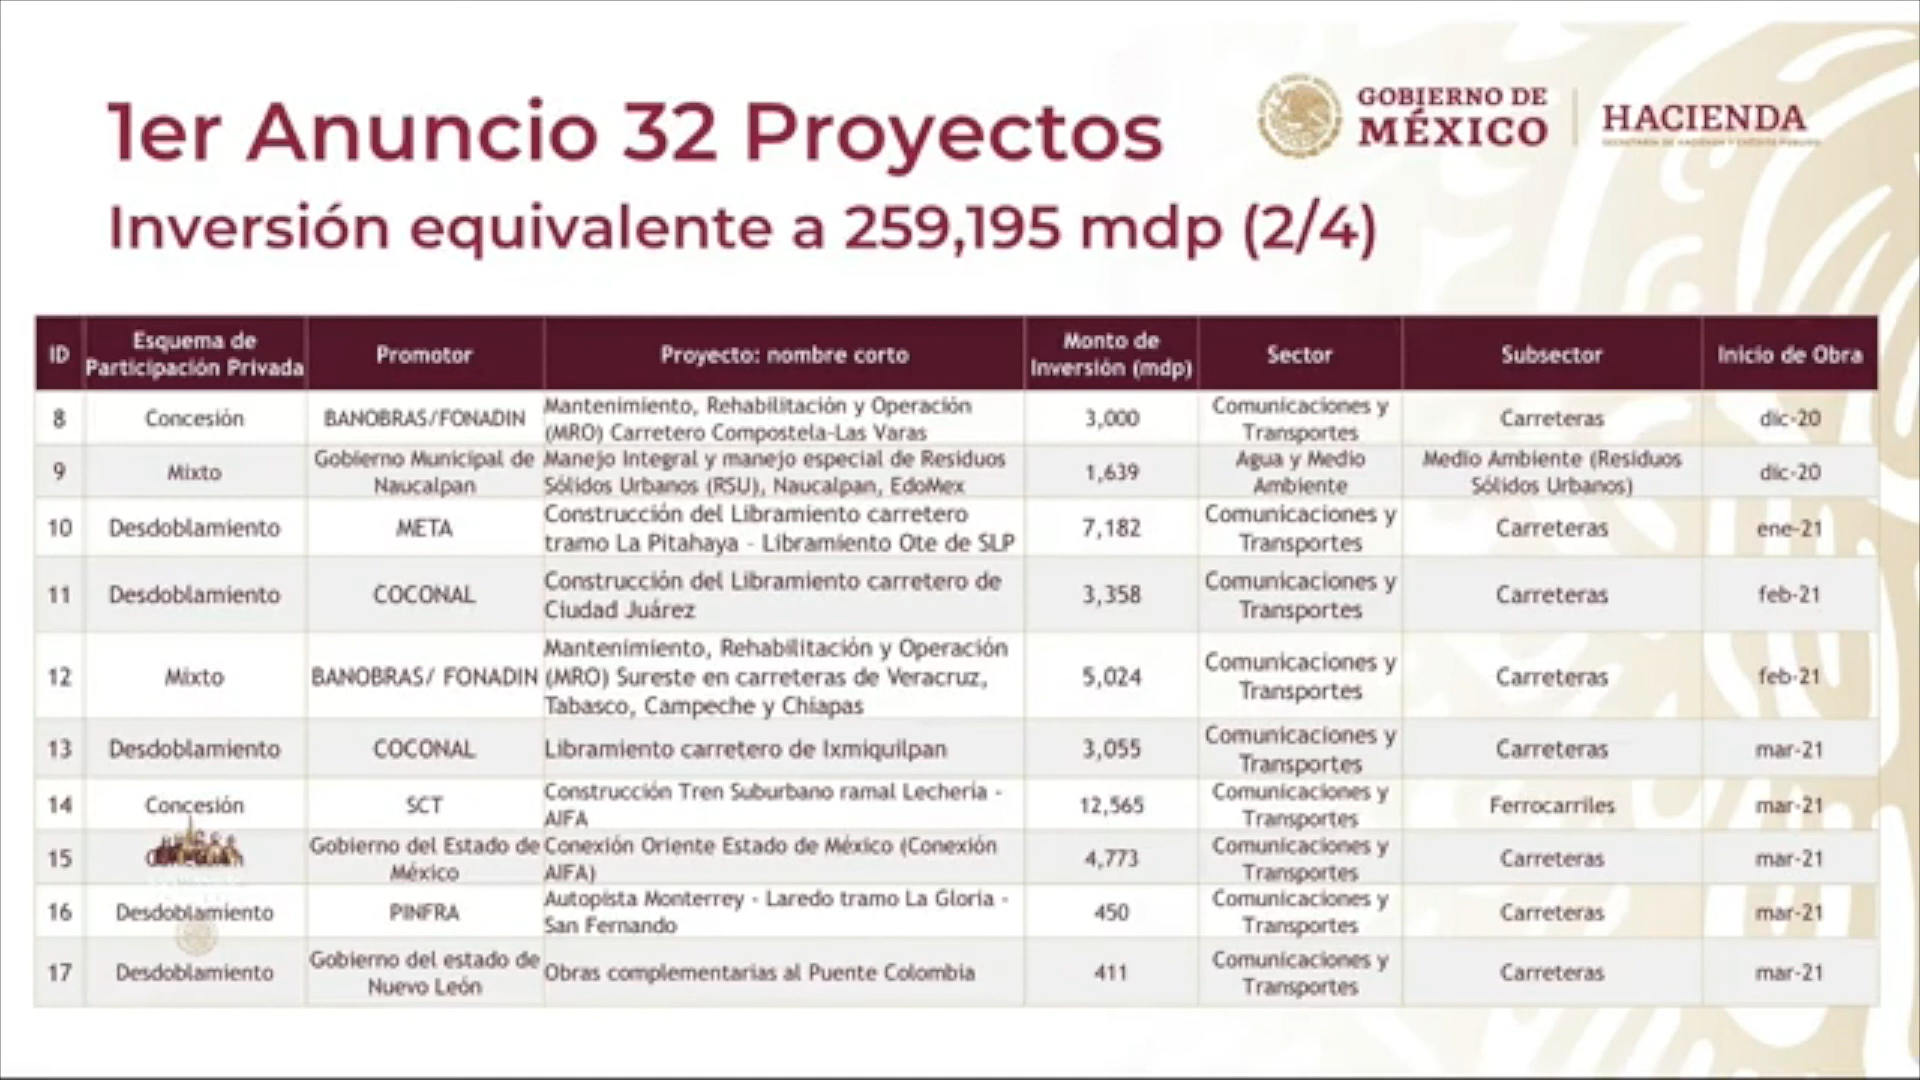 1er Anuncio 32 Proyectos
Inversión equivalente a 259,195 mdp (2/4)
GOBIERNO DE
MÉXICO
HACIENDA
SECRETARÍA DE HACIENDA Y CRÉDITO PÚBLICO
ID
Esquema de
Participación Privada
Promotor
Proyecto: nombre corto
Monto de
Inversión (mdp)
Sector
Subsector
Inicio de Obra
8
Concesión
BANOBRAS/FONADIN
Mantenimiento, Rehabilitación y Operación
(MRO) Carretero Compostela-Las Varas
3,000
Comunicaciones y
Transportes
Carreteras
dic-20
9
Mixto
Gobierno Municipal de
Naucalpan
Manejo Integral y manejo especial de Residuos
Sólidos Urbanos (RSU), Naucalpan, EdoMex
1,639
Agua y Medio
Ambiente
Medio Ambiente (Residuos
Sólidos Urbanos)
dic-20
10
Desdoblamiento
META
Construcción del Libramiento carretero
tramo La Pitahaya - Libramiento Ote de SLP
7,182
Comunicaciones y
Transportes
Carreteras
ene-21
11
Desdoblamiento
COCONAL
Construcción del Libramiento carretero de
Ciudad Juárez
3,358
Comunicaciones y
Transportes
Carreteras
feb-21
12
Mixto
BANOBRAS/ FONADIN
Mantenimiento, Rehabilitación y Operación
(MRO) Sureste en carreteras de Veracruz,
Tabasco, Campeche y Chiapas
5,024
Comunicaciones y
Transportes
Carreteras
feb-21
13
Desdoblamiento
COCONAL
Libramiento carretero de Ixmiquilpan
3,055
Comunicaciones y
Transportes
Carreteras
mar-21
14
Concesión
SCT
Construcción Tren Suburbano ramal Lechería -
AIFA
12,565
Comunicaciones y
Transportes
Ferrocarriles
mar-21
15
Gobierno del Estado de
México
Conexión Oriente Estado de México (Conexión
AIFA)
4,773
Comunicaciones y
Transportes
Carreteras
mar-21
16
Desdoblamiento
PINFRA
Autopista Monterrey - Laredo tramo La Gloria -
San Fernando
450
Comunicaciones y
Transportes
Carreteras
mar-21
17
Desdoblamiento
Gobierno del estado de
Nuevo León
Obras complementarias al Puente Colombia
411
Comunicaciones y
Transportes
Carreteras
mar-21